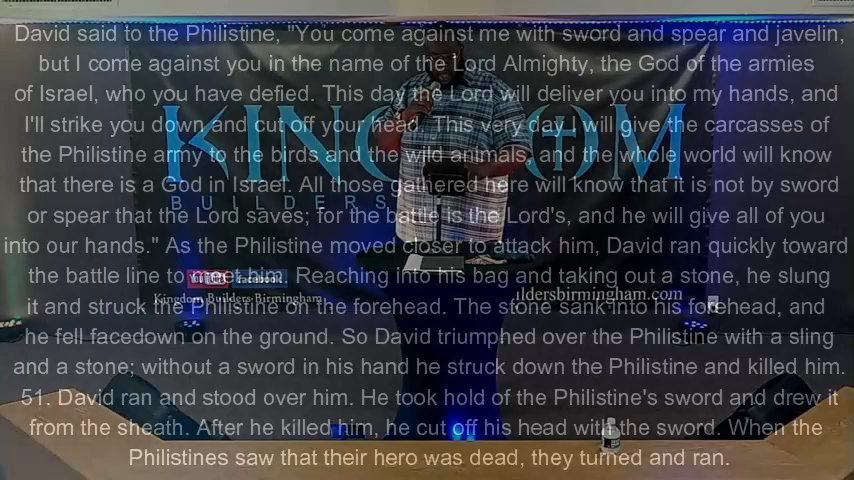 David said to the Philistine, "You come against me with sword and spear and javelin,
but I come against you in the name of the Lord Almighty, the God of the armies
of Israel, who you have defied. This day the Lord will deliver you into my hands, and
I'll strike you down and cut off your head. This very day I will give the carcasses of
the Philistine army to the birds and the wild animals, and the whole world will know
that there is a God in Israel. All those gathered here will know that it is not by sword
or spear that the Lord saves; for the battle is the Lord's, and he will give all of you
into our hands." As the Philistine moved closer to attack him, David ran quickly toward
the battle line to meet him. Reaching into his bag and taking out a stone, he slung
it and struck the Philistine on the forehead. The stone sank into his forehead, and
he fell facedown on the ground. So David triumphed over the Philistine with a sling
and a stone; without a sword in his hand he struck down the Philistine and killed him.
51. David ran and stood over him. He took hold of the Philistine's sword and drew it
from the sheath. After he killed him, he cut off his head with the sword. When the
Philistines saw that their hero was dead, they turned and ran.
KINGDOM
BUILDERS
YouTube facebook
Kingdom Builders Birmingham
ildersbirmingham.com